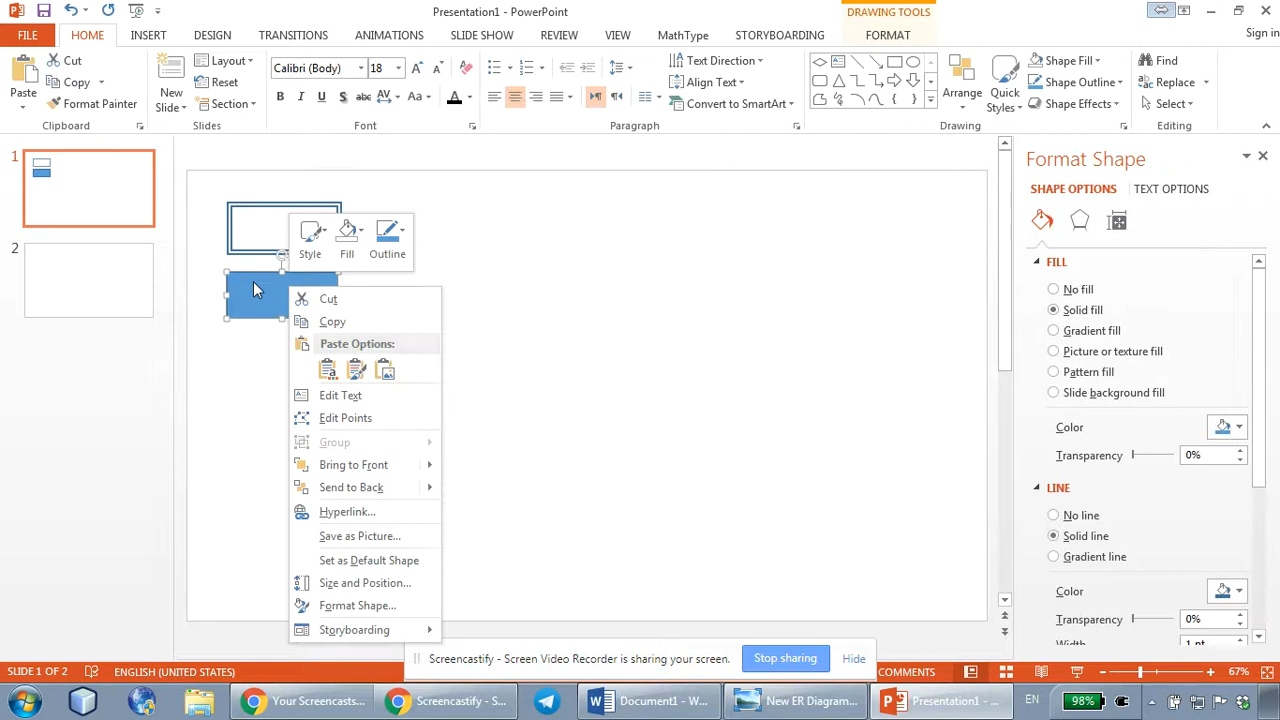 Presentation1 - PowerPoint
DRAWING TOOLS
FILE HOME INSERT DESIGN TRANSITIONS ANIMATIONS SLIDE SHOW REVIEW VIEW MathType STORYBOARDING FORMAT Sign in
Paste
Cut
Copy
Format Painter
Clipboard
New Slide
Layout
Reset
Section
Slides
Calibri (Body) 18
B I U S abc AV Aa A
Font
Text Direction
Align Text
Convert to SmartArt
Paragraph
Arrange
Quick Styles
Shape Fill
Shape Outline
Shape Effects
Drawing
Find
Replace
Select
Editing
1
2
Style Fill Outline
Cut
Copy
Paste Options:
Edit Text
Edit Points
Group
Bring to Front
Send to Back
Hyperlink...
Save as Picture...
Set as Default Shape
Size and Position...
Format Shape...
Storyboarding
Format Shape
SHAPE OPTIONS TEXT OPTIONS
FILL
No fill
Solid fill
Gradient fill
Picture or texture fill
Pattern fill
Slide background fill
Color
Transparency 0%
LINE
No line
Solid line
Gradient line
Color
Transparency 0%
Width 1 pt
Screencastify - Screen Video Recorder is sharing your screen. Stop sharing Hide
SLIDE 1 OF 2 ENGLISH (UNITED STATES) COMMENTS 67%
Your Screencasts... Screencastify - S... Document1 - W... New ER Diagram... Presentation1 - ... EN 98%